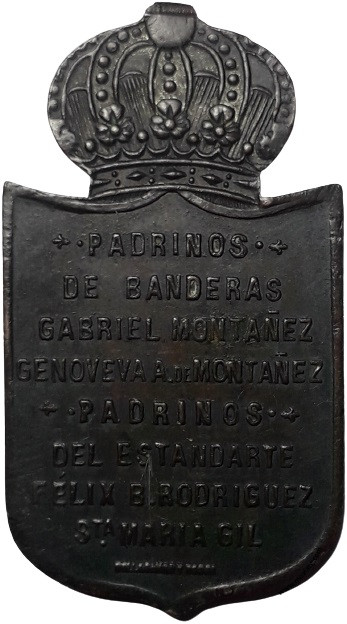 PADRINOS
DE BANDERAS
GABRIEL MONTAÑEZ
GENOVEVA A. DE MONTAÑEZ
PADRINOS
DEL ESTANDARTE
FÉLIX B. RODRIGUEZ
STA MARIA GIL